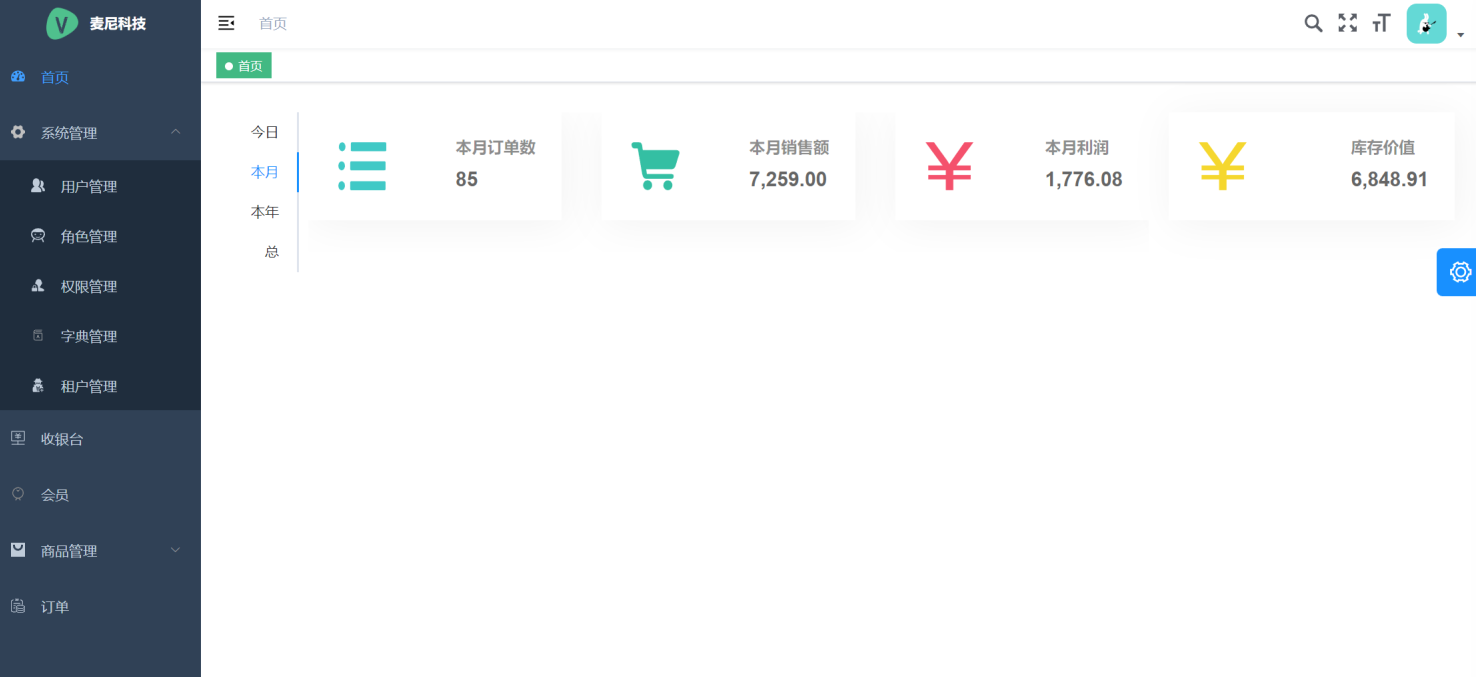 麦尼科技
首页
系统管理
用户管理
角色管理
权限管理
字典管理
租户管理
收银台
会员
商品管理
订单
首页
首页
今日
本月
本年
总
本月订单数
85
本月销售额
7,259.00
本月利润
1,776.08
库存价值
6,848.91